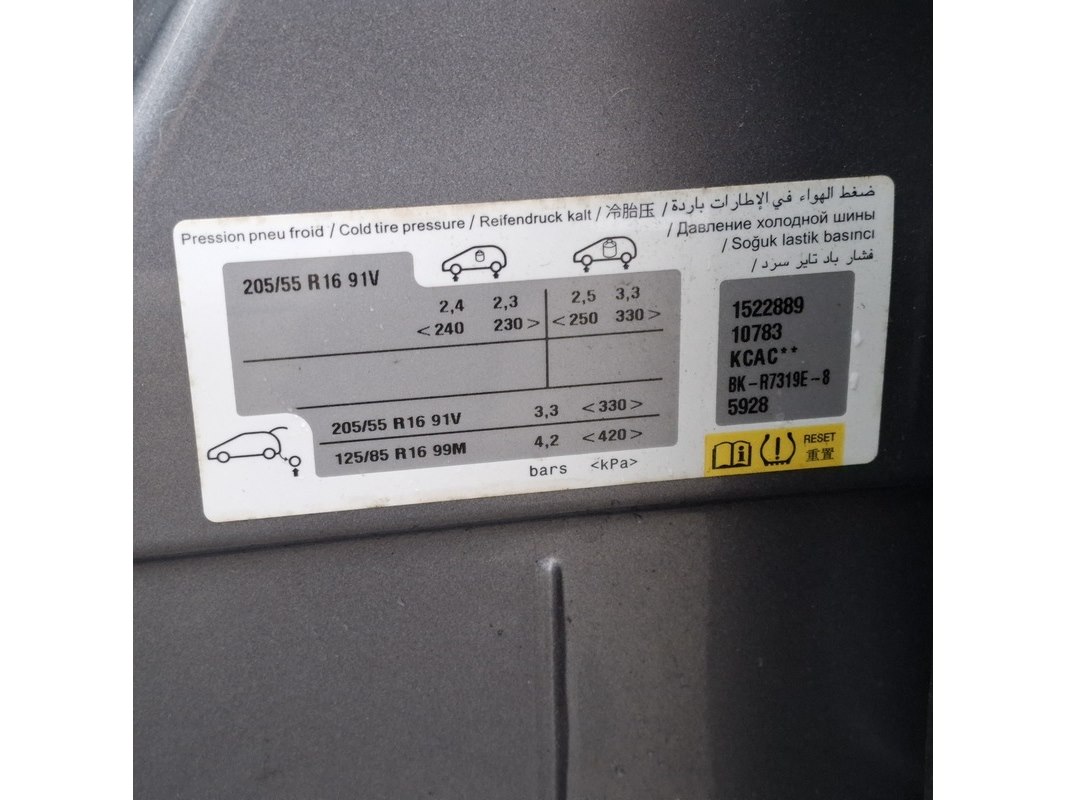 Pression pneu froid / Cold tire pressure / Reifendruck kalt / 冷胎压 / ضغط الهواء في الإطارات باردة
/ Давление холодной шины
/ Soğuk lastik basıncı
/ فشار باد تایر سرد
205/55 R16 91V
2,4 2,3 2,5 3,3
<240 230> <250 330>
205/55 R16 91V 3,3 <330>
125/85 R16 99M 4,2 <420>
bars <kPa>
1522889
10783
KCAC**
BK-R7319E-8
5928
RESET
重置